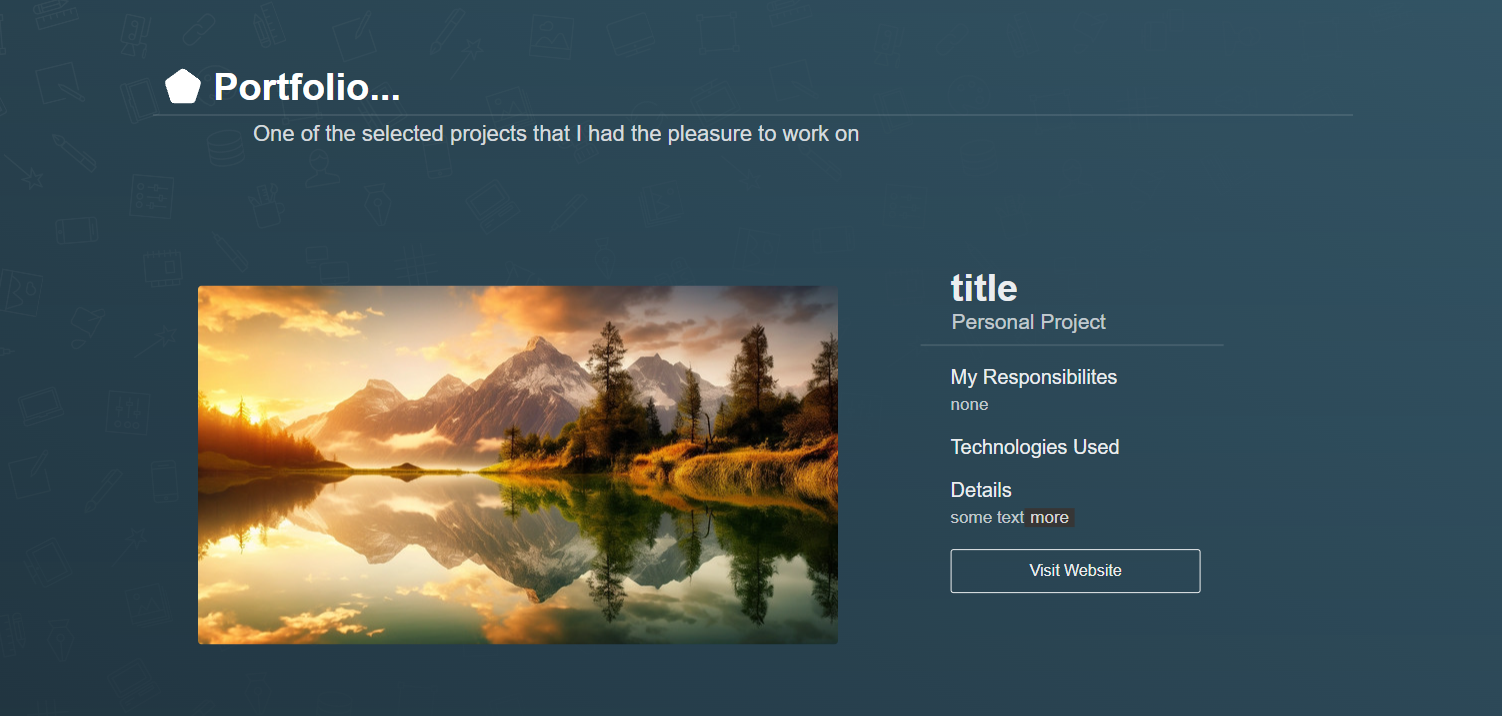 Portfolio...
One of the selected projects that I had the pleasure to work on
title
Personal Project
My Responsibilites
none
Technologies Used
Details
some text more
Visit Website